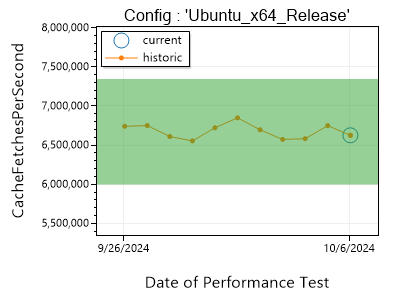 Config : 'Ubuntu_x64_Release'
8,000,000
7,500,000
7,000,000
6,500,000
6,000,000
5,500,000
CacheFetchesPerSecond
current
historic
9/26/2024
10/6/2024
Date of Performance Test